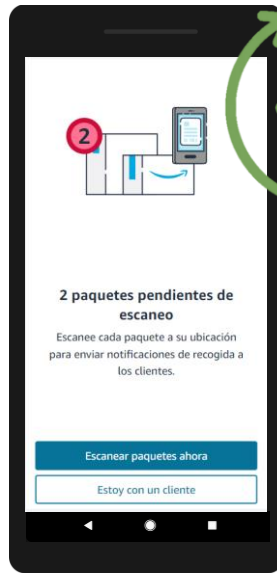 2
2 paquetes pendientes de
escaneo
Escanee cada paquete a su ubicación
para enviar notificaciones de recogida a
los clientes.
Escanear paquetes ahora
Estoy con un cliente